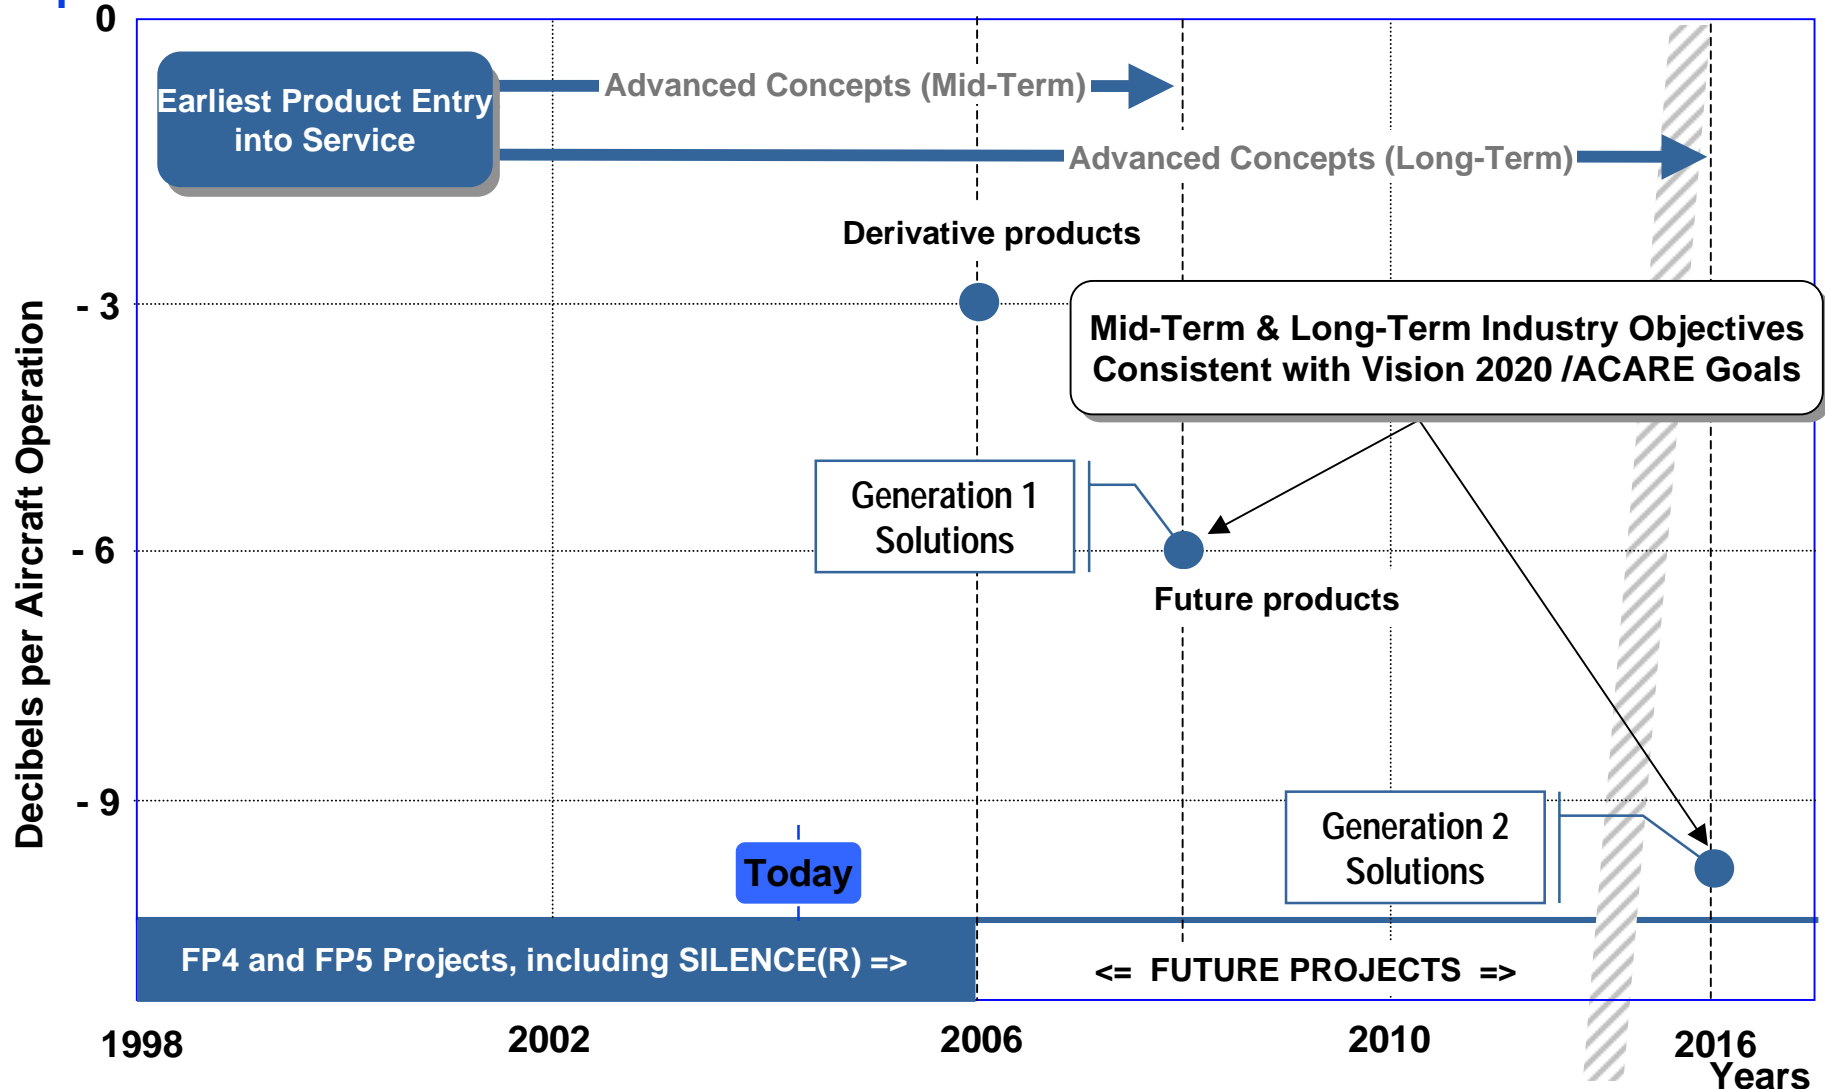 0
Earliest Product Entry
into Service
Advanced Concepts (Mid-Term)
Advanced Concepts (Long-Term)
Derivative products
- 3
Mid-Term & Long-Term Industry Objectives
Consistent with Vision 2020 /ACARE Goals
Decibels per Aircraft Operation
Generation 1
Solutions
- 6
Future products
- 9
Generation 2
Solutions
Today
FP4 and FP5 Projects, including SILENCE(R) =>
<= FUTURE PROJECTS =>
1998
2002
2006
2010
2016
Years